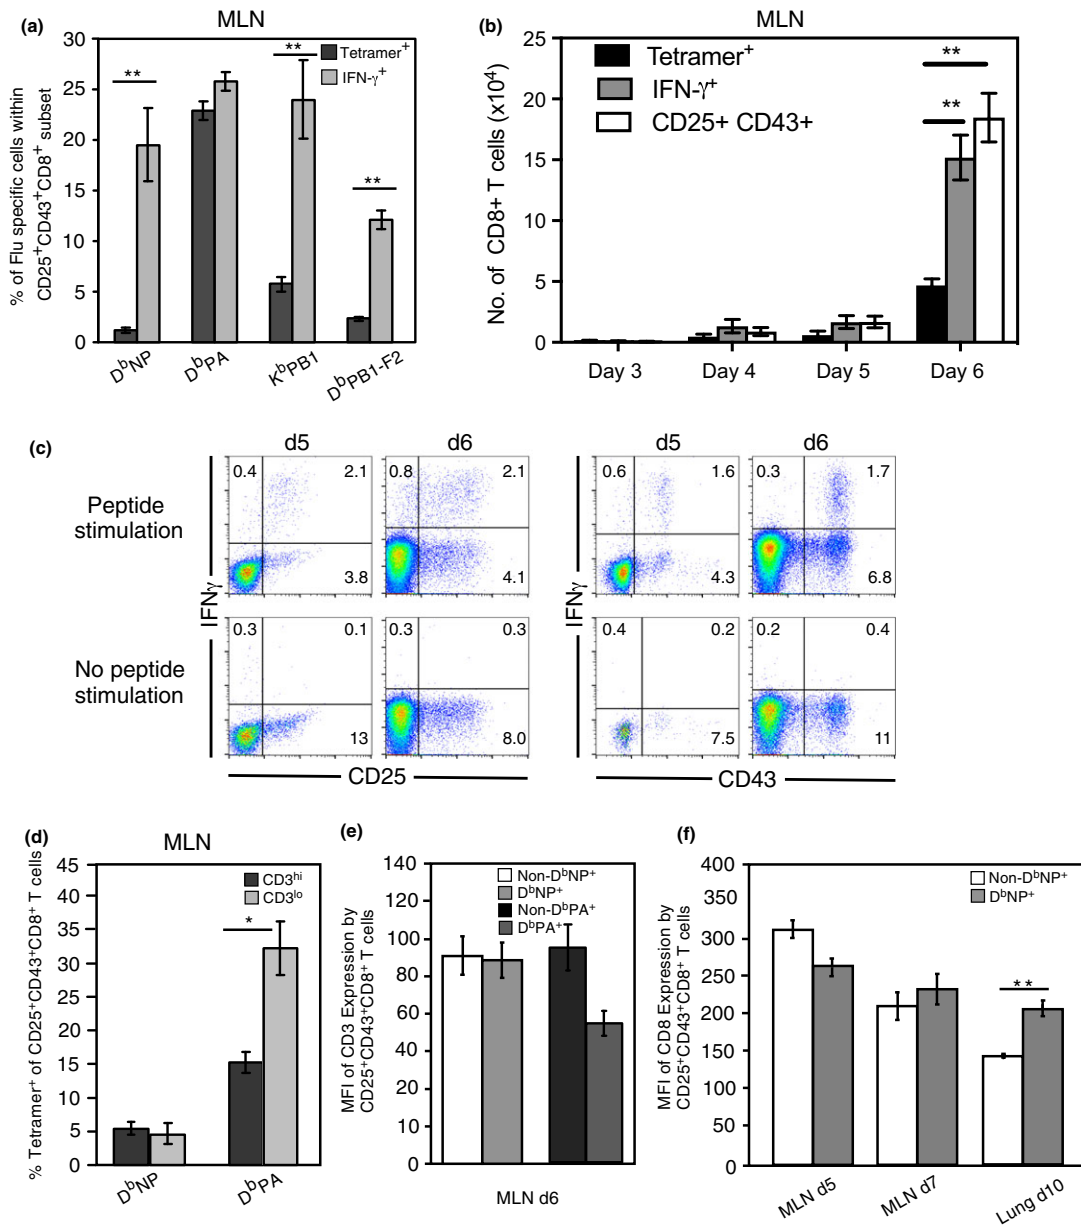 (a)
MLN
% of Flu specific cells within
CD25⁺CD43⁺CD8⁺ subset
30
25
20
15
10
5
0
Tetramer⁺
IFN-γ⁺
**
**
**
DᵇNP
DᵇPA
KᵇPB1
DᵇPB1-F2
(b)
MLN
No. of CD8+ T cells (x10⁴)
25
20
15
10
5
0
Tetramer⁺
IFN-γ⁺
CD25+ CD43+
**
**
Day 3
Day 4
Day 5
Day 6
(c)
d5
d6
d5
d6
Peptide
stimulation
0.4
2.1
3.8
0.8
2.1
4.1
0.6
1.6
4.3
0.3
1.7
6.8
No peptide
stimulation
0.3
0.1
13
0.3
0.3
8.0
0.4
0.2
7.5
0.2
0.4
11
IFNγ
IFNγ
CD25
CD43
(d)
MLN
% Tetramer⁺ of CD25⁺CD43⁺CD8⁺ T cells
45
40
35
30
25
20
15
10
5
0
CD3ʰⁱ
CD3ˡᵒ
*
DᵇNP
DᵇPA
(e)
MFI of CD3 Expression by
CD25⁺CD43⁺CD8⁺ T cells
140
120
100
80
60
40
20
10
0
Non-DᵇNP⁺
DᵇNP⁺
Non-DᵇPA⁺
DᵇPA⁺
MLN d6
(f)
MFI of CD8 Expression by
CD25⁺CD43⁺CD8⁺ T cells
400
350
300
250
200
150
100
50
0
Non-DᵇNP⁺
DᵇNP⁺
**
MLN d5
MLN d7
Lung d10